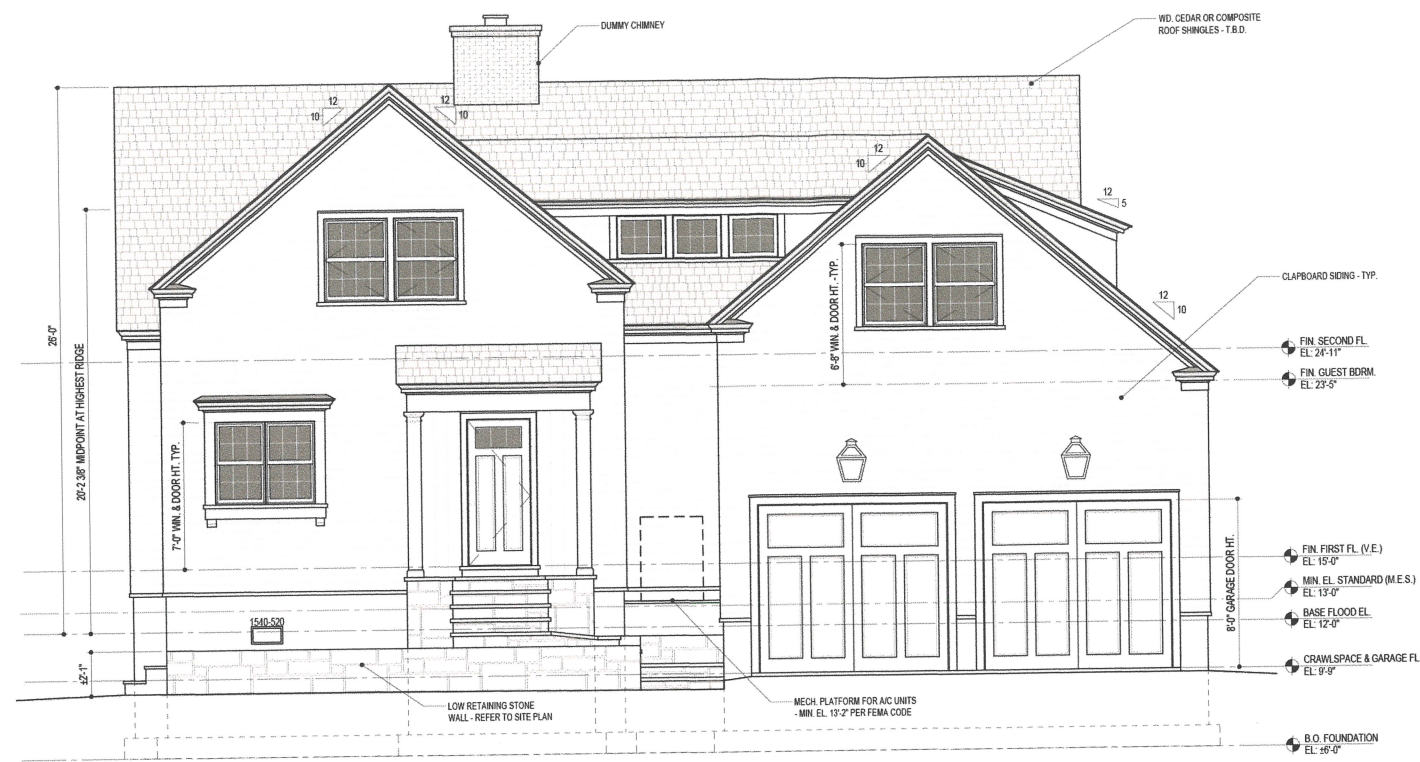 DUMMY CHIMNEY
WD. CEDAR OR COMPOSITE
ROOF SHINGLES - T.B.D.
12
10
12
10
12
10
12
5
12
10
CLAPBOARD SIDING - TYP.
26'-0"
20'-2 3/8" MIDPOINT AT HIGHEST RIDGE
7'-0" WIN. & DOOR HT. TYP.
6'-8" WIN. & DOOR HT. -TYP.
8'-0" GARAGE DOOR HT.
FIN. SECOND FL.
EL: 24'-11"
FIN. GUEST BDRM.
EL: 23'-5"
FIN. FIRST FL. (V.E.)
EL: 15'-0"
MIN. EL. STANDARD (M.E.S.)
EL: 13'-0"
BASE FLOOD EL.
EL: 12'-0"
CRAWLSPACE & GARAGE FL
EL: 9'-9"
1540-520
±2'-1"
LOW RETAINING STONE
WALL - REFER TO SITE PLAN
MECH. PLATFORM FOR A/C UNITS
- MIN. EL. 13'-2" PER FEMA CODE
B.O. FOUNDATION
EL: ±6'-0"